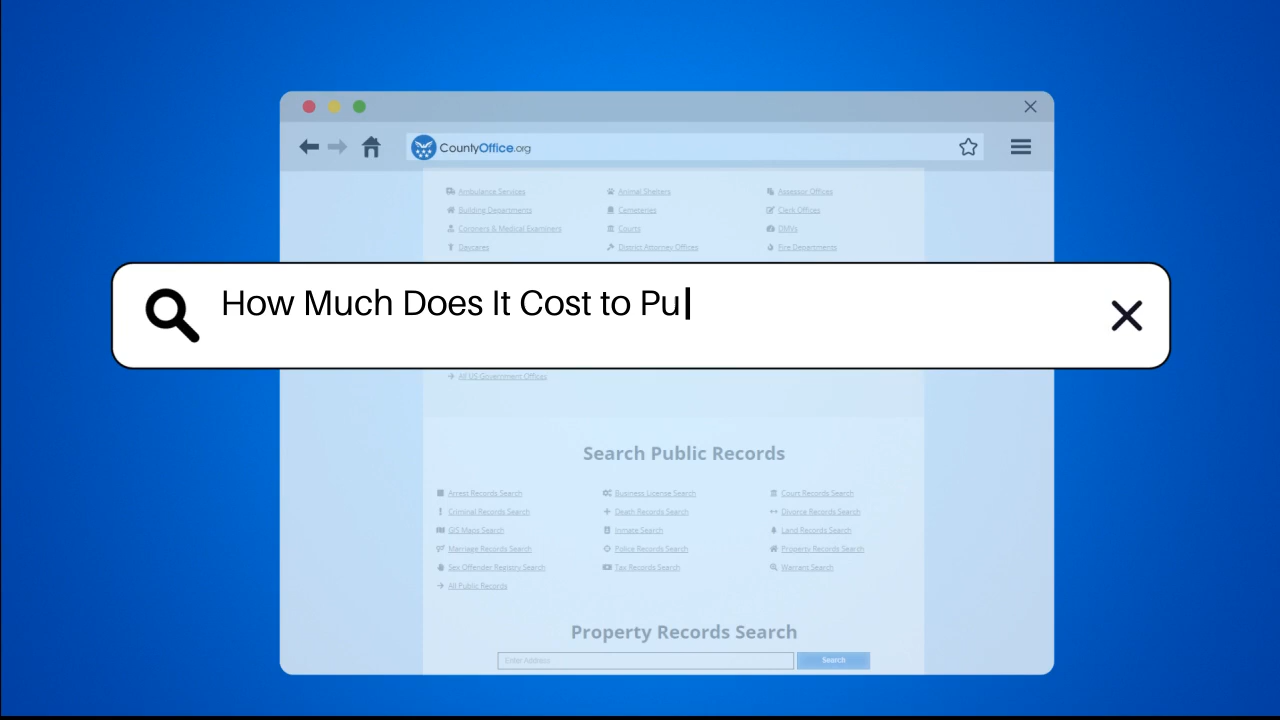 CountyOffice.org
Ambulance Services Animal Shelters Assessor Offices
Building Departments Cemeteries Clerk Offices
Coroners & Medical Examiners Courts DMVs
Daycares District Attorney Offices Fire Departments
How Much Does It Cost to Pu
All US Government Offices
Search Public Records
Arrest Records Search Business License Search Court Records Search
Criminal Records Search Death Records Search Divorce Records Search
GIS Maps Search Inmate Search Land Records Search
Marriage Records Search Police Records Search Property Records Search
Sex Offender Registry Search Tax Records Search Warrant Search
All Public Records
Property Records Search
Enter Address Search